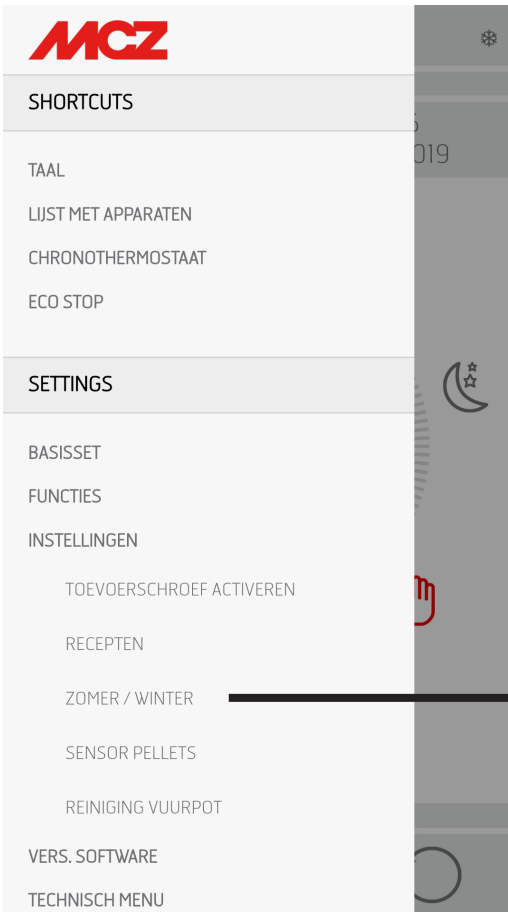 MCZ
SHORTCUTS
TAAL
LIJST MET APPARATEN
CHRONOTHERMOSTAAT
ECO STOP
SETTINGS
BASISSET
FUNCTIES
INSTELLINGEN
TOEVOERSCHROEF ACTIVEREN
RECEPTEN
ZOMER / WINTER
SENSOR PELLETS
REINIGING VUURPOT
VERS. SOFTWARE
TECHNISCH MENU
019